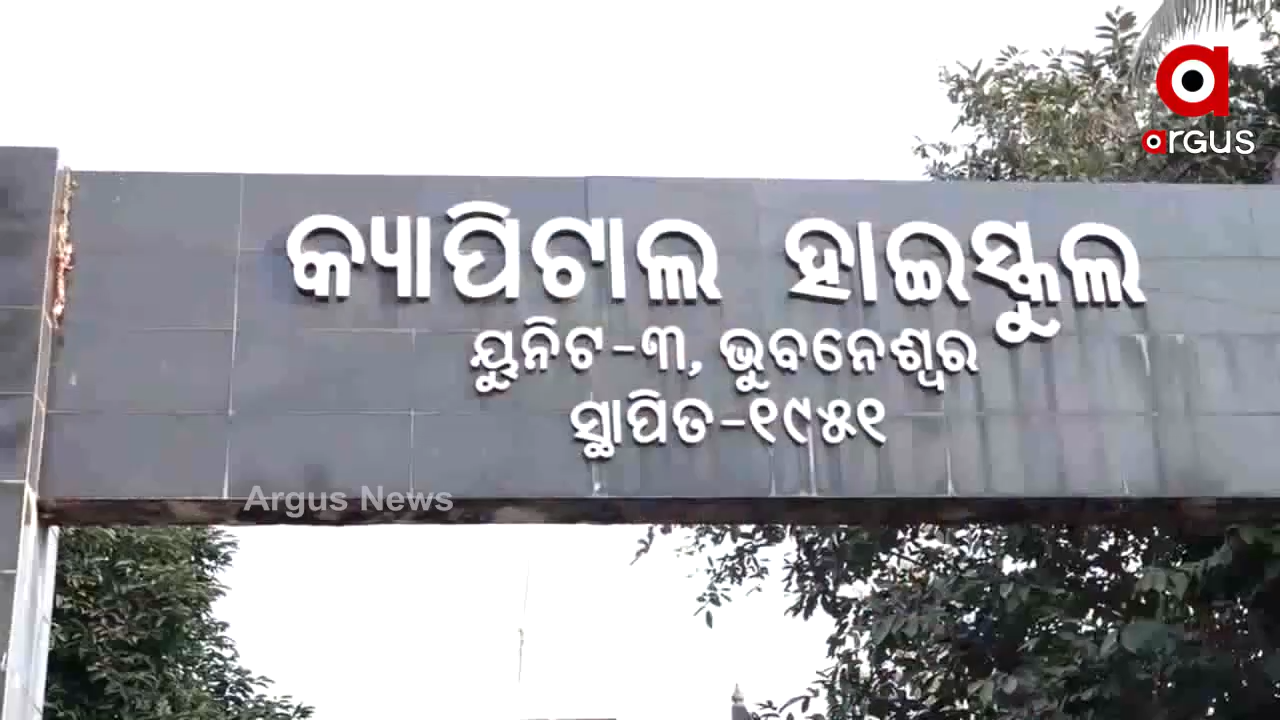 argus
କ୍ୟାପିଟାଲ ହାଇସ୍କୁଲ
ୟୁନିଟ-୩, ଭୁବନେଶ୍ୱର
ସ୍ଥାପିତ-୧୯୫୧
Argus News